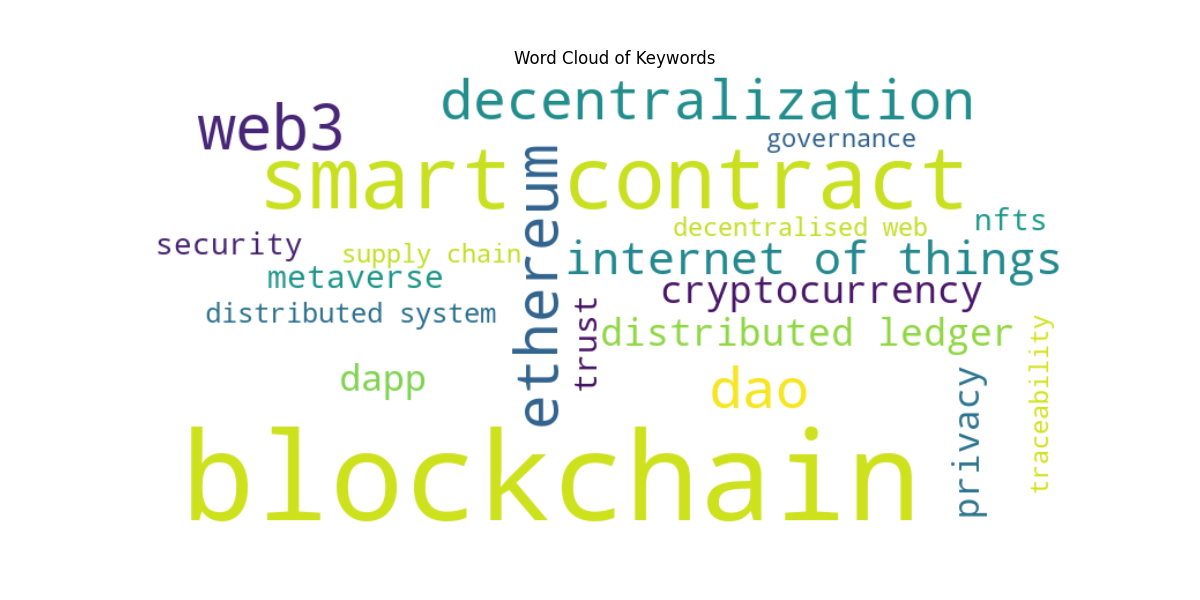 Word Cloud of Keywords
decentralization
web3
governance
smart contract
ethereum
decentralised web
nfts
security
supply chain
internet of things
metaverse
cryptocurrency
distributed system
trust
distributed ledger
traceability
dapp
dao
privacy
blockchain